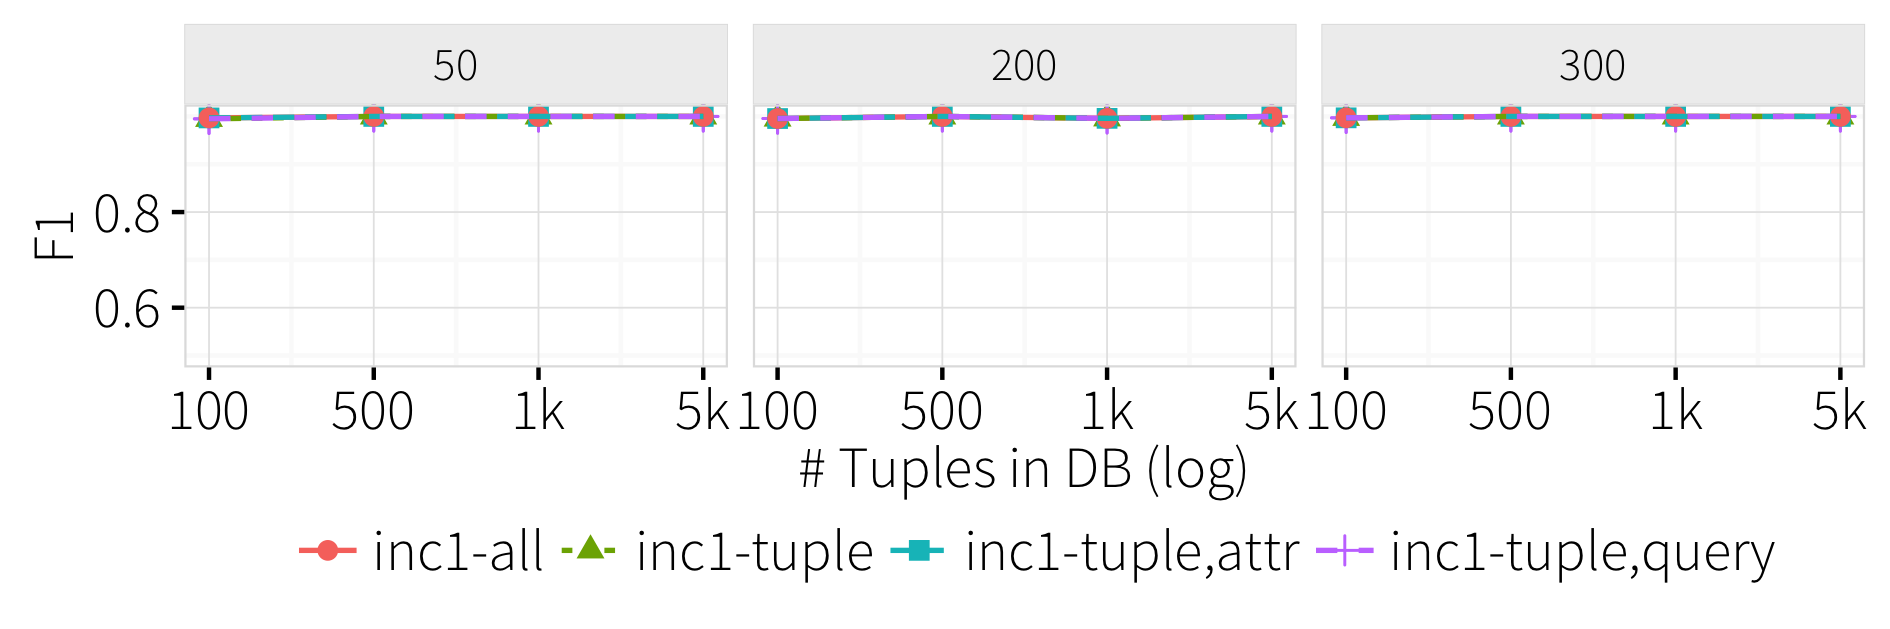 50 200 300
F1
0.8
0.6
100 500 1k 5k 100 500 1k 5k 100 500 1k 5k
# Tuples in DB (log)
inc1-all inc1-tuple inc1-tuple,attr inc1-tuple,query